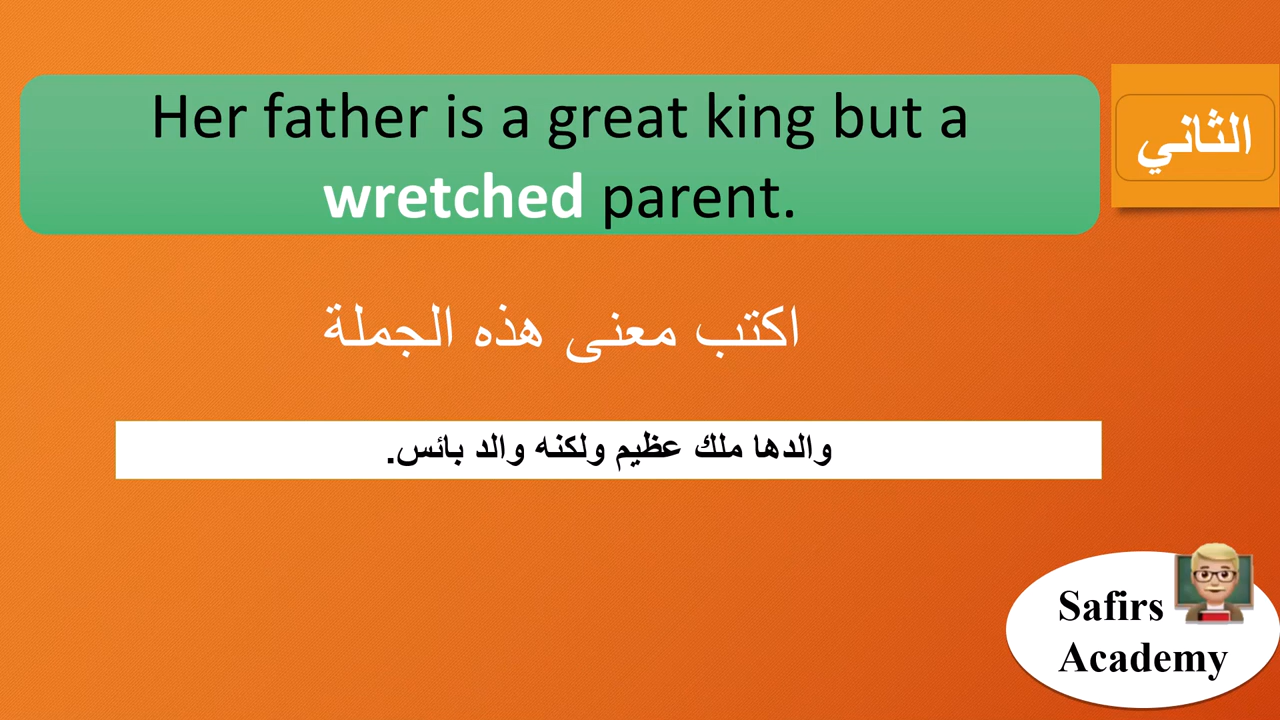 Her father is a great king but a
wretched parent.
الثاني
اكتب معنى هذه الجملة
والدها ملك عظيم ولكنه والد بائس.
Safirs
Academy